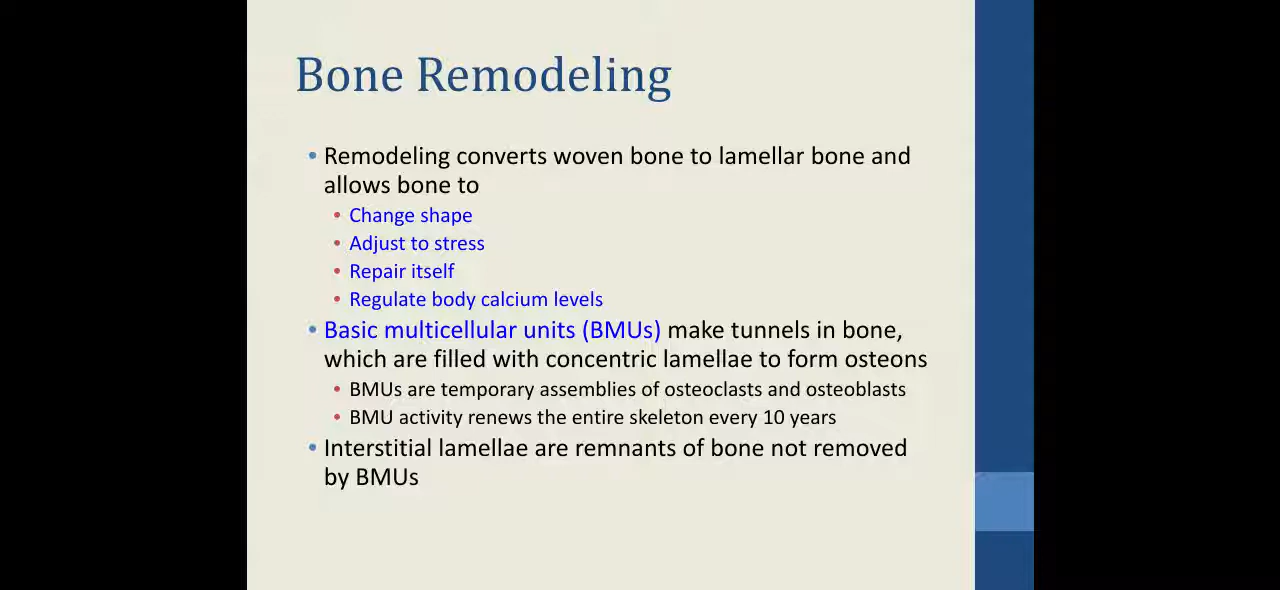 Bone Remodeling
• Remodeling converts woven bone to lamellar bone and
allows bone to
• Change shape
• Adjust to stress
• Repair itself
• Regulate body calcium levels
• Basic multicellular units (BMUs) make tunnels in bone,
which are filled with concentric lamellae to form osteons
• BMUs are temporary assemblies of osteoclasts and osteoblasts
• BMU activity renews the entire skeleton every 10 years
• Interstitial lamellae are remnants of bone not removed
by BMUs